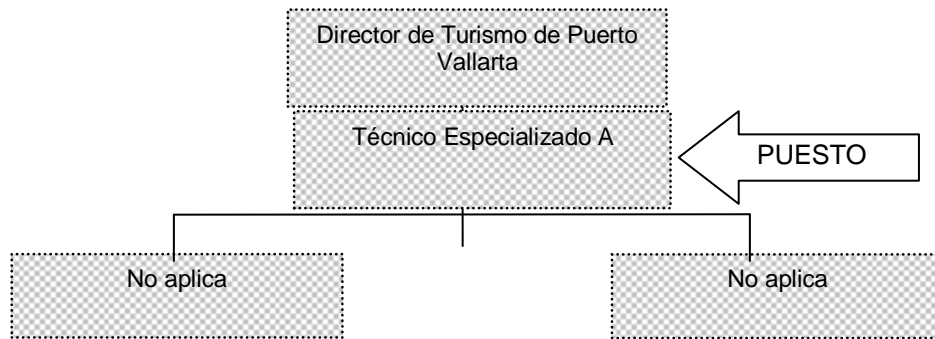 Director de Turismo de Puerto
Vallarta
Técnico Especializado A
PUESTO
No aplica
No aplica